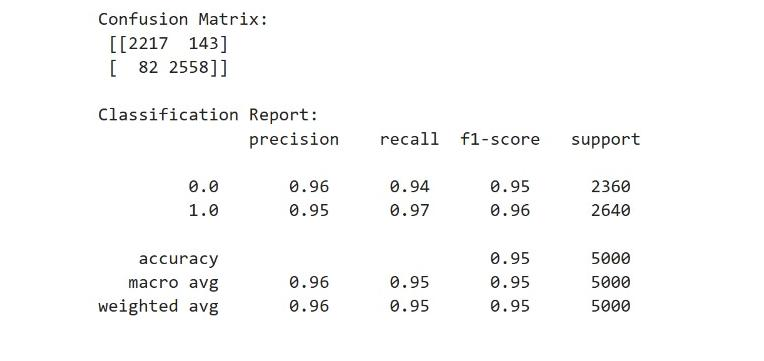 Confusion Matrix:
[[2217 143]
[ 82 2558]]
Classification Report:
precision recall f1-score support
0.0 0.96 0.94 0.95 2360
1.0 0.95 0.97 0.96 2640
accuracy 0.95 5000
macro avg 0.96 0.95 0.95 5000
weighted avg 0.96 0.95 0.95 5000